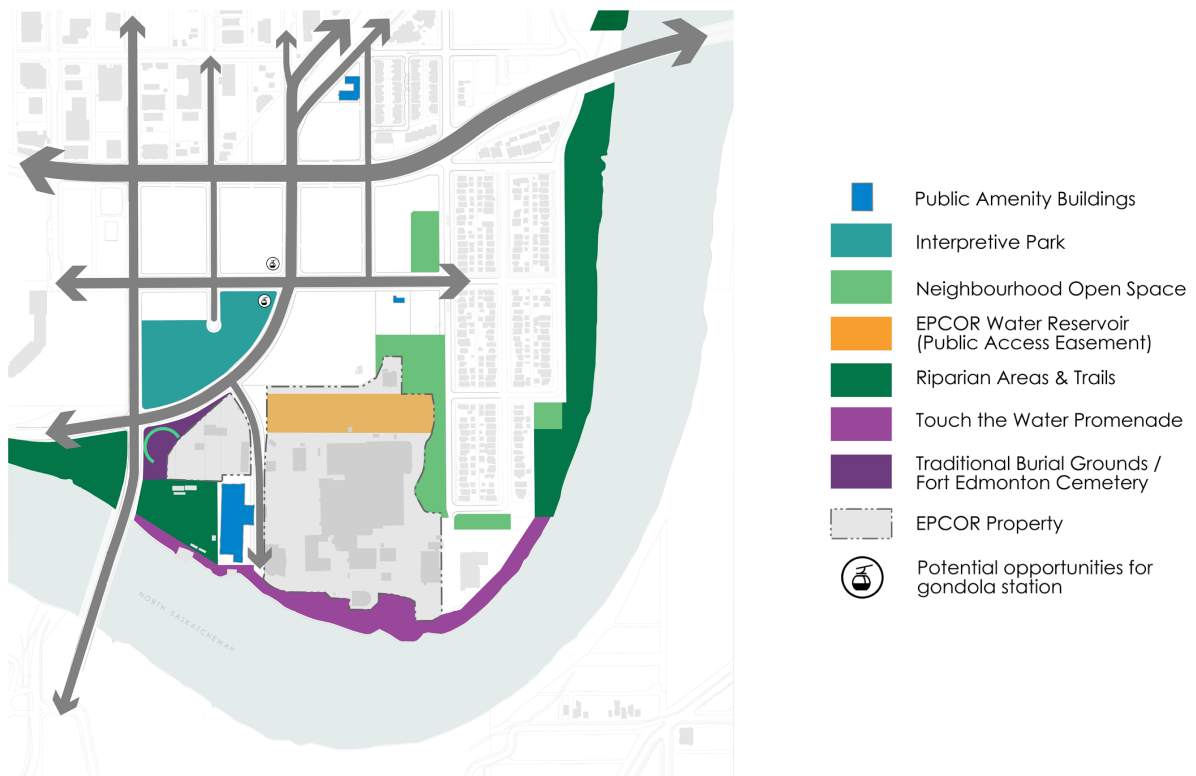 Public Amenity Buildings
Interpretive Park
Neighbourhood Open Space
EPCOR Water Reservoir
(Public Access Easement)
Riparian Areas & Trails
Touch the Water Promenade
Traditional Burial Grounds /
Fort Edmonton Cemetery
EPCOR Property
Potential opportunities for
gondola station
NORTH SASKATCHEWAN